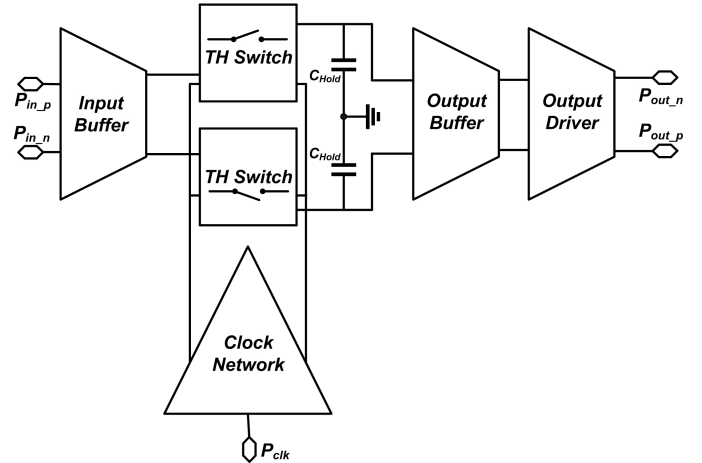 TH Switch
C_Hold
P_in_p
Input
Buffer
P_in_n
Output
Buffer
Output
Driver
P_out_n
P_out_p
C_Hold
TH Switch
Clock
Network
P_clk